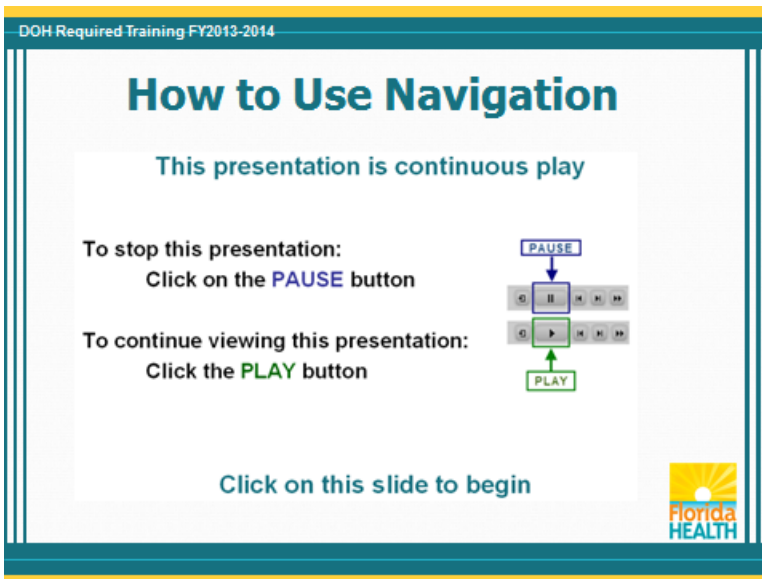 DOH Required Training FY2013-2014
How to Use Navigation
This presentation is continuous play
To stop this presentation:
Click on the PAUSE button
PAUSE
To continue viewing this presentation:
Click the PLAY button
PLAY
Click on this slide to begin
Florida
HEALTH